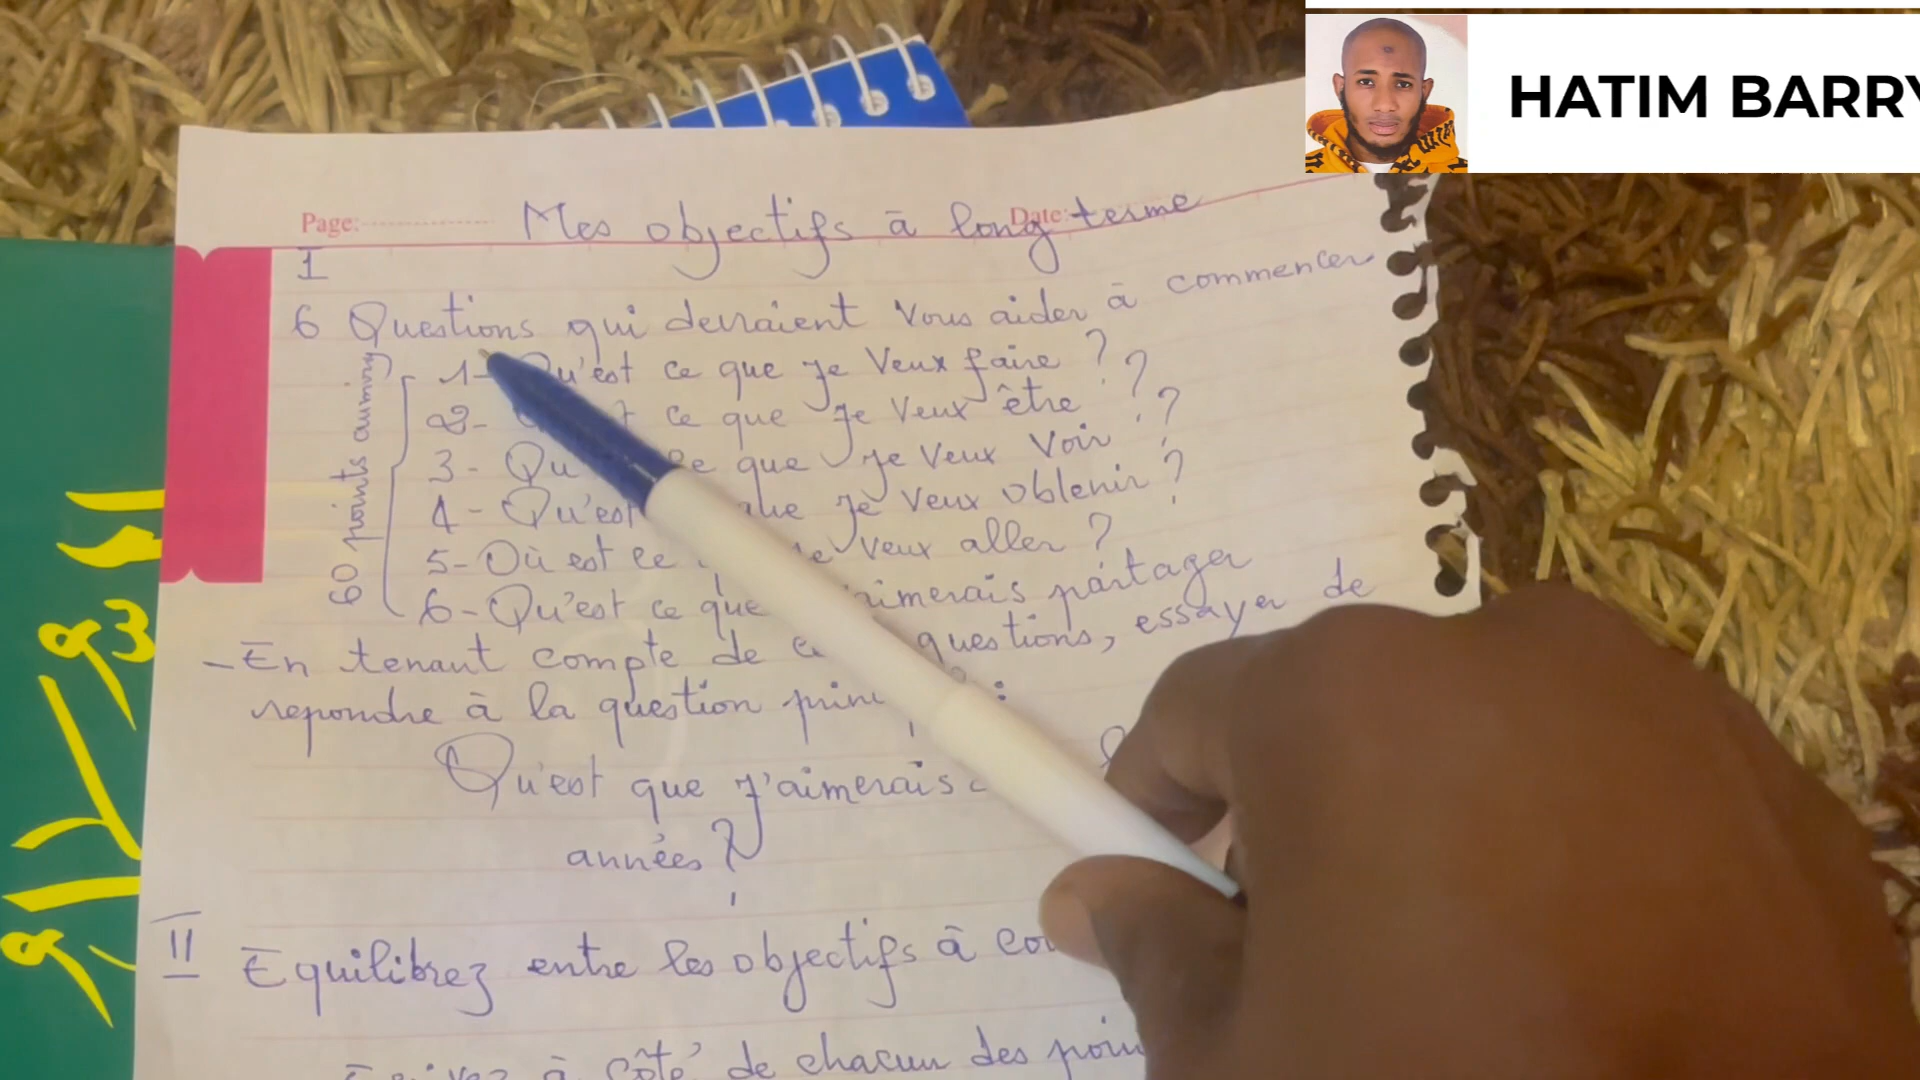 HATIM BARRY
Page: Date:
Mes objectifs à long terme
I
6 Questions qui devraient vous aider à commencer
60 points au
1- Qu'est ce que je veux faire ?
2- ce que je veux être ?
3- Qu ce que je veux voir ?
4- Qu'est que je veux obtenir ?
5- Où est ce veux aller ?
6- Qu'est ce que aimerais partager
- En tenant compte de questions, essayer de
repondre à la question
Qu'est que j'aimerais
années ?
II
Equilibrez entre les objectifs à
à côté de chacun des